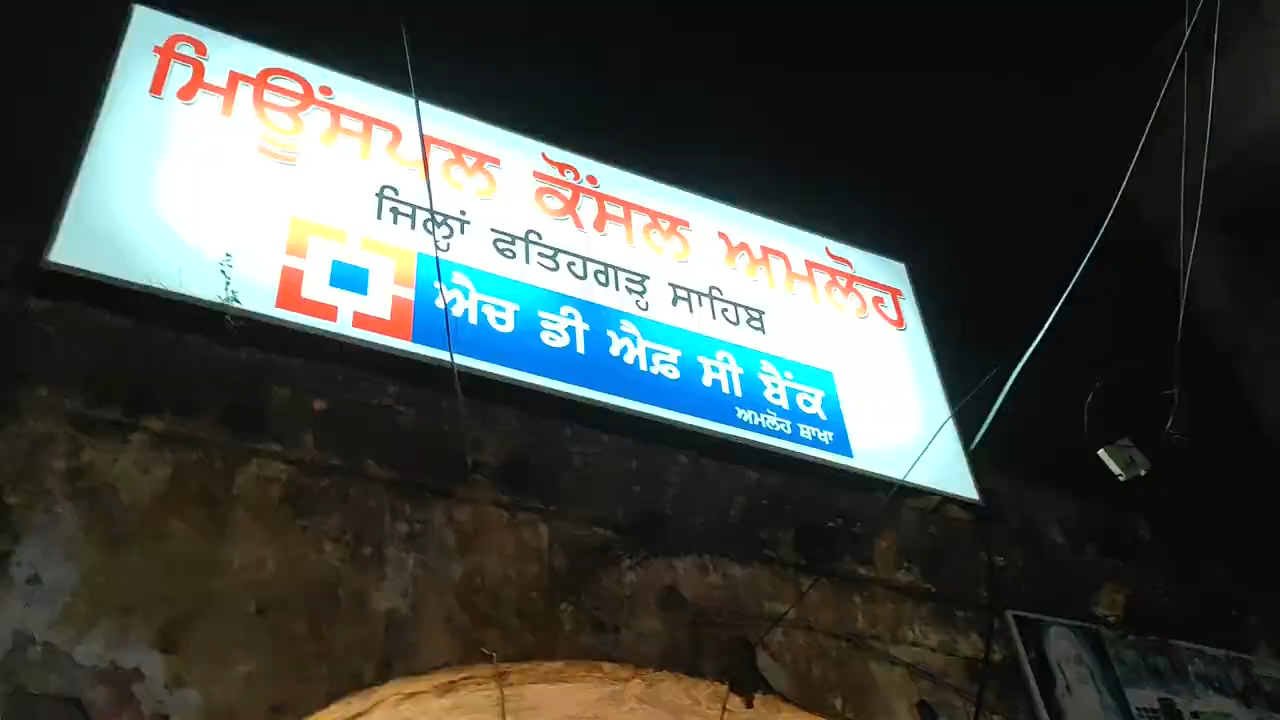 ਮਿਊਂਸਪਲ ਕੌਂਸਲ ਅਮਲੋਹ
ਜਿਲ੍ਹਾਂ ਫਤਿਹਗੜ੍ਹ ਸਾਹਿਬ
ਐਚ ਡੀ ਐਫ਼ ਸੀ ਬੈਂਕ
ਅਮਲੋਹ ਸ਼ਾਖਾ